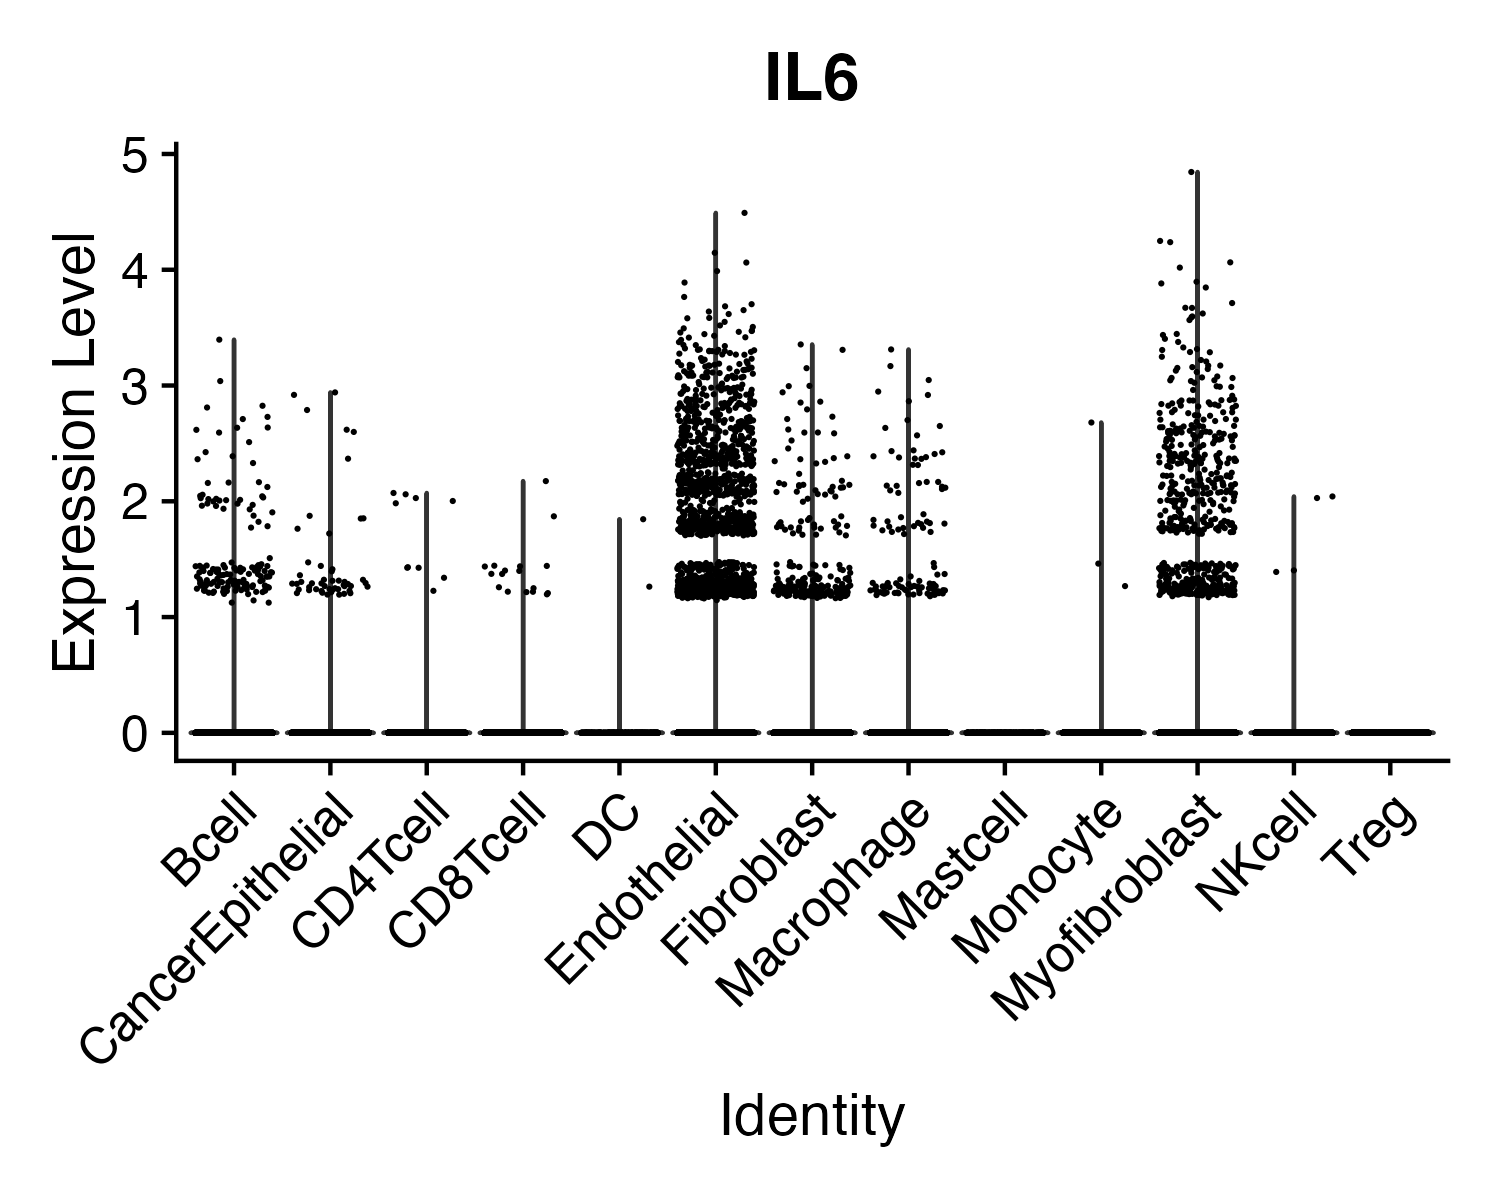 IL6
Expression Level
5
4
3
2
1
0
Bcell
CancerEpithelial
CD4Tcell
CD8Tcell
DC
Endothelial
Fibroblast
Macrophage
Mastcell
Monocyte
Myofibroblast
NKcell
Treg
Identity